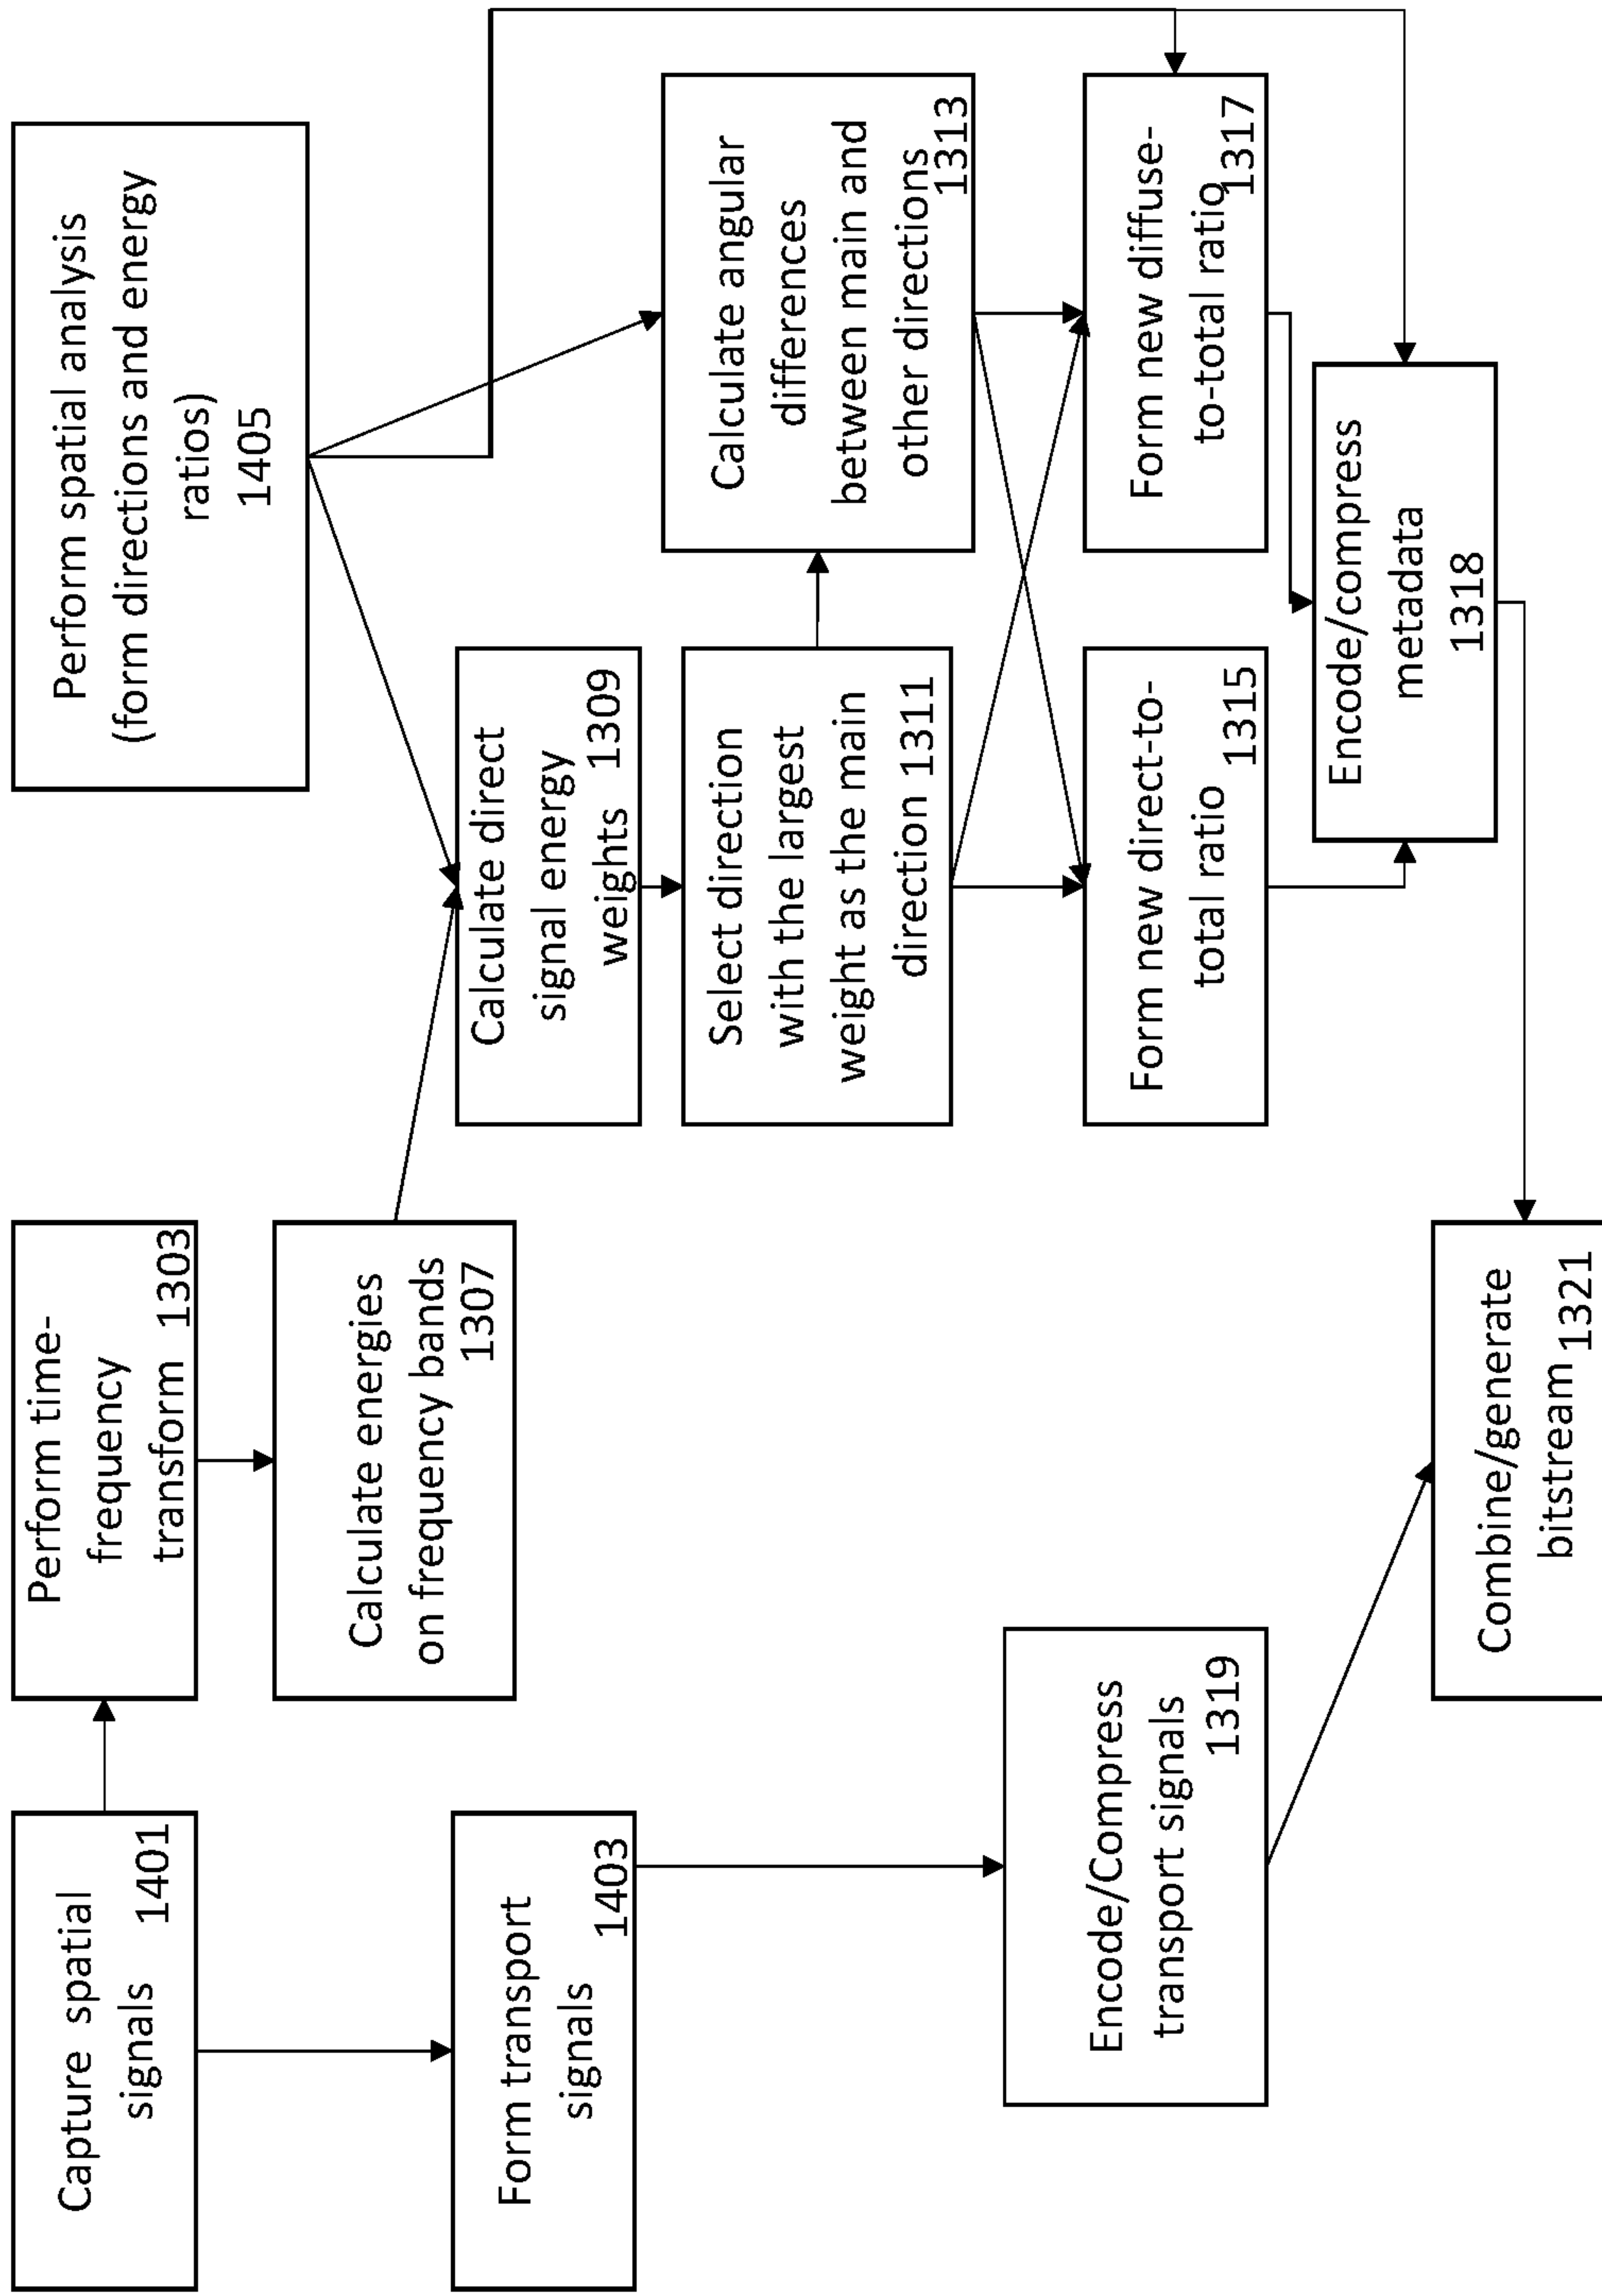 Capture spatial
signals 1401
Perform time-
frequency
transform 1303
Perform spatial analysis
(form directions and energy
ratios)
1405
Calculate energies
on frequency bands
1307
Form transport
signals 1403
Calculate direct
signal energy
weights 1309
Select direction
with the largest
weight as the main
direction 1311
Calculate angular
differences
between main and
other directions
1313
Encode/Compress
transport signals
1319
Form new direct-to-
total ratio 1315
Form new diffuse-
to-total ratio
1317
Encode/compress
metadata
1318
Combine/generate
bitstream 1321